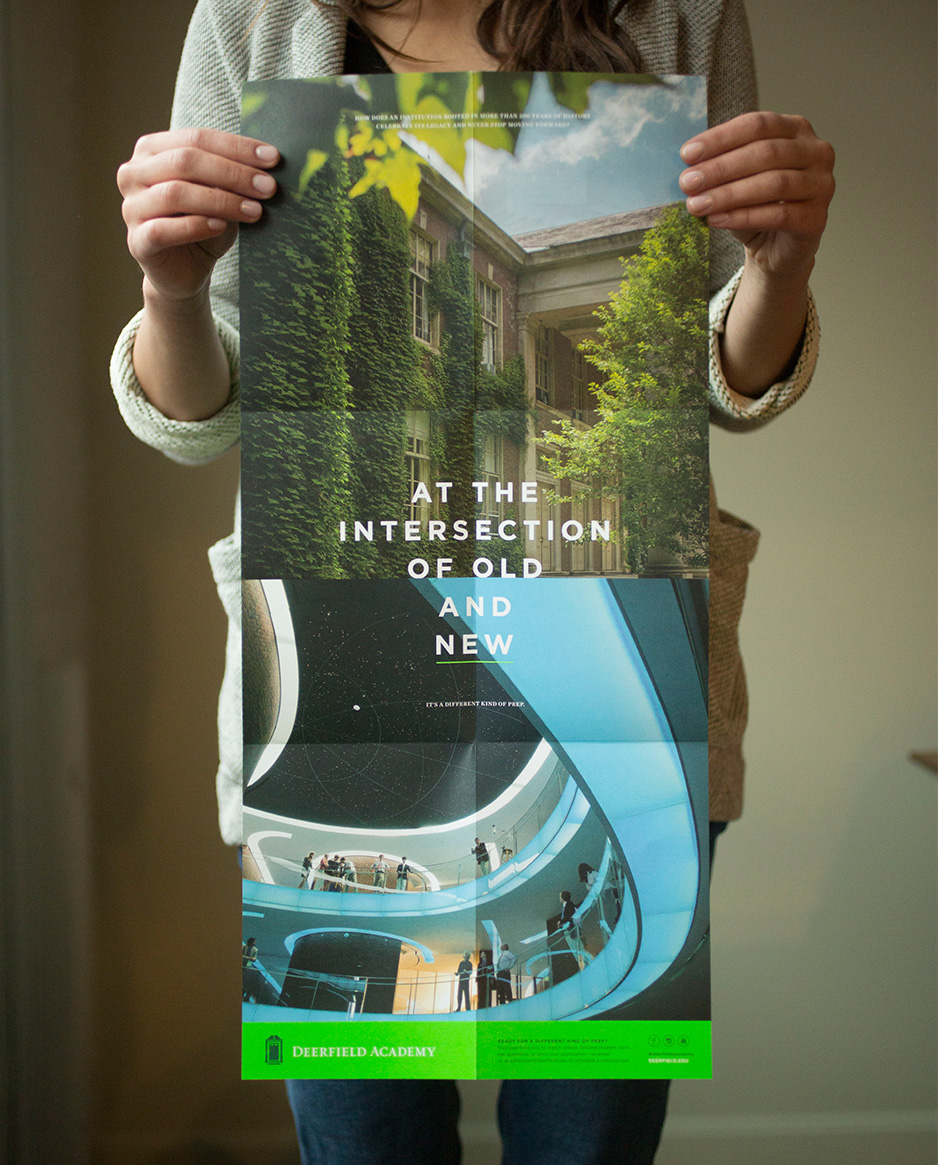 HOW DOES AN INSTITUTION ROOTED IN MORE THAN 200 YEARS OF HISTORY
CELEBRATE ITS LEGACY AND NEVER STOP MOVING FORWARD?
AT THE
INTERSECTION
OF OLD
AND
NEW
IT'S A DIFFERENT KIND OF PREP.
DEERFIELD ACADEMY
READY FOR A DIFFERENT KIND OF PREP?
DEERFIELD.EDU